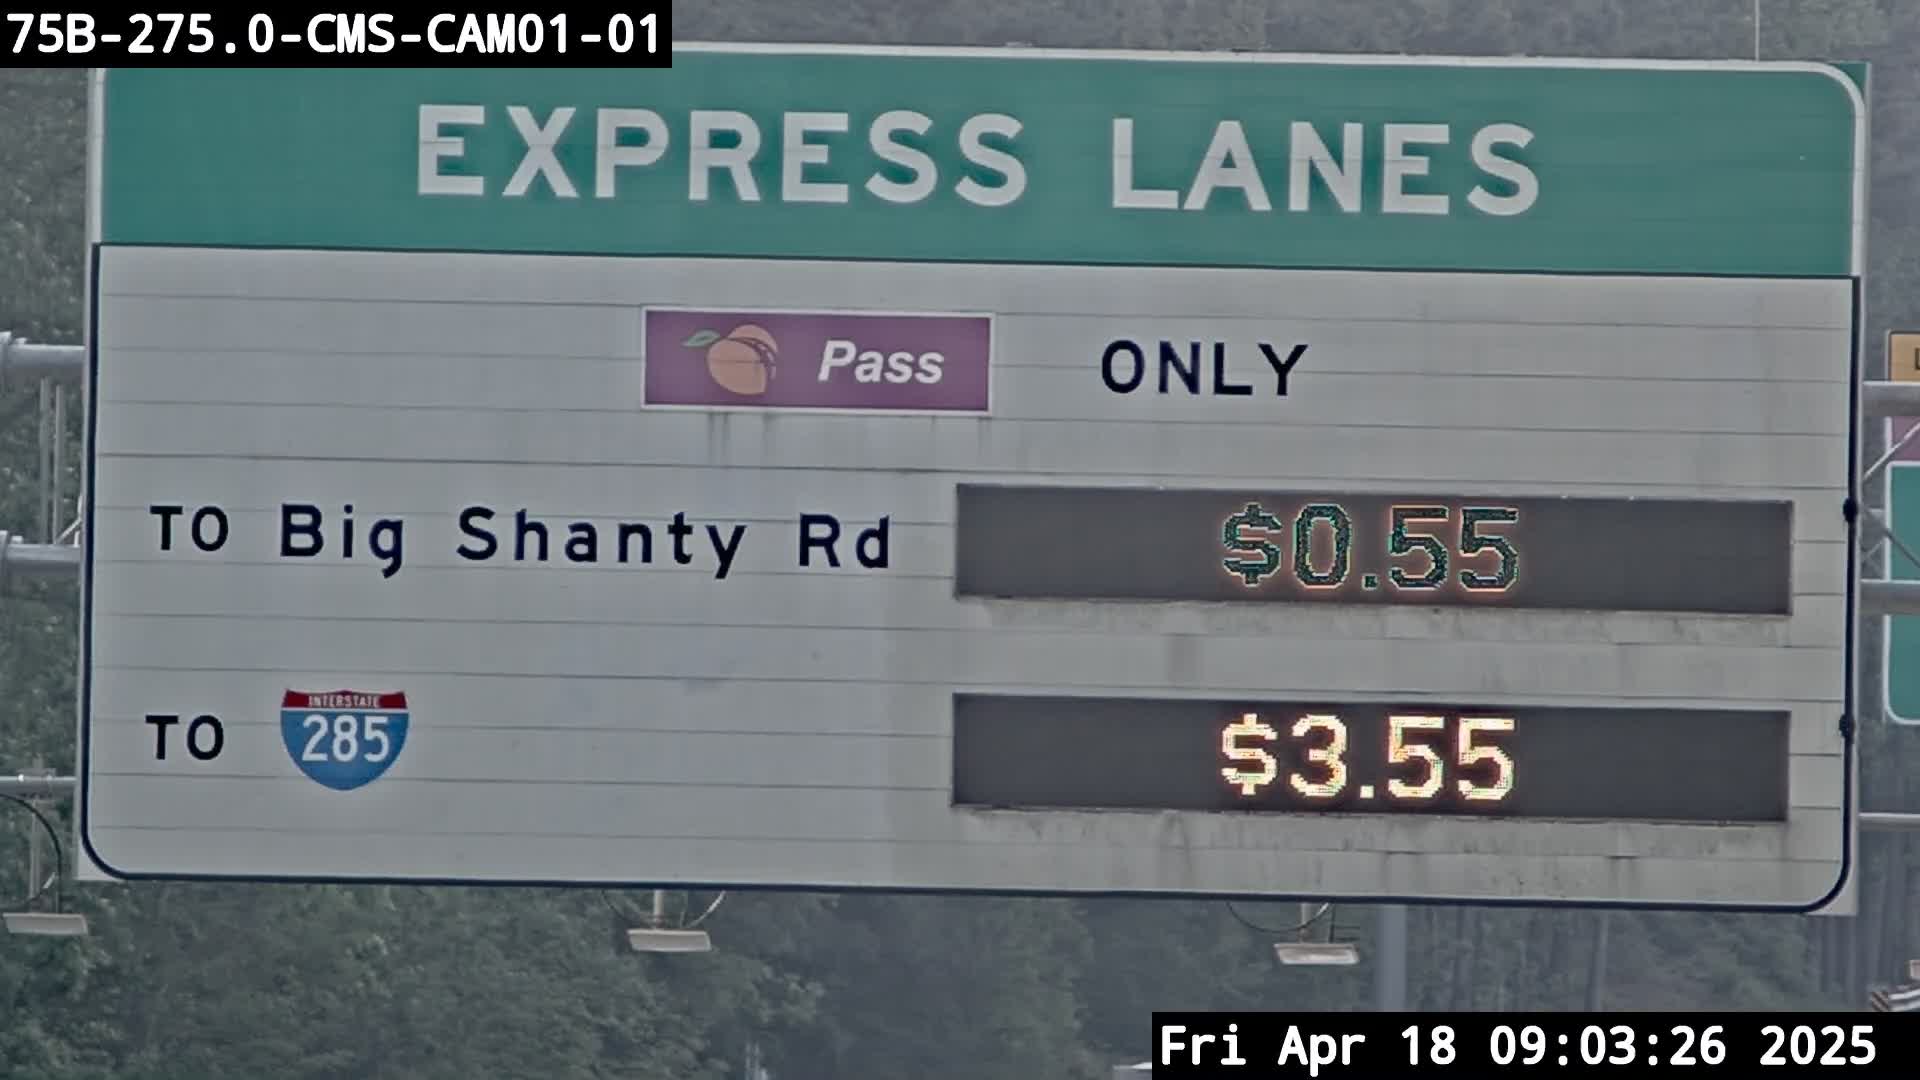 75B-275.0-CMS-CAM01-01
EXPRESS LANES
Pass ONLY
TO Big Shanty Rd $0.55
INTERSTATE
TO 285 $3.55
Fri Apr 18 09:03:26 2025